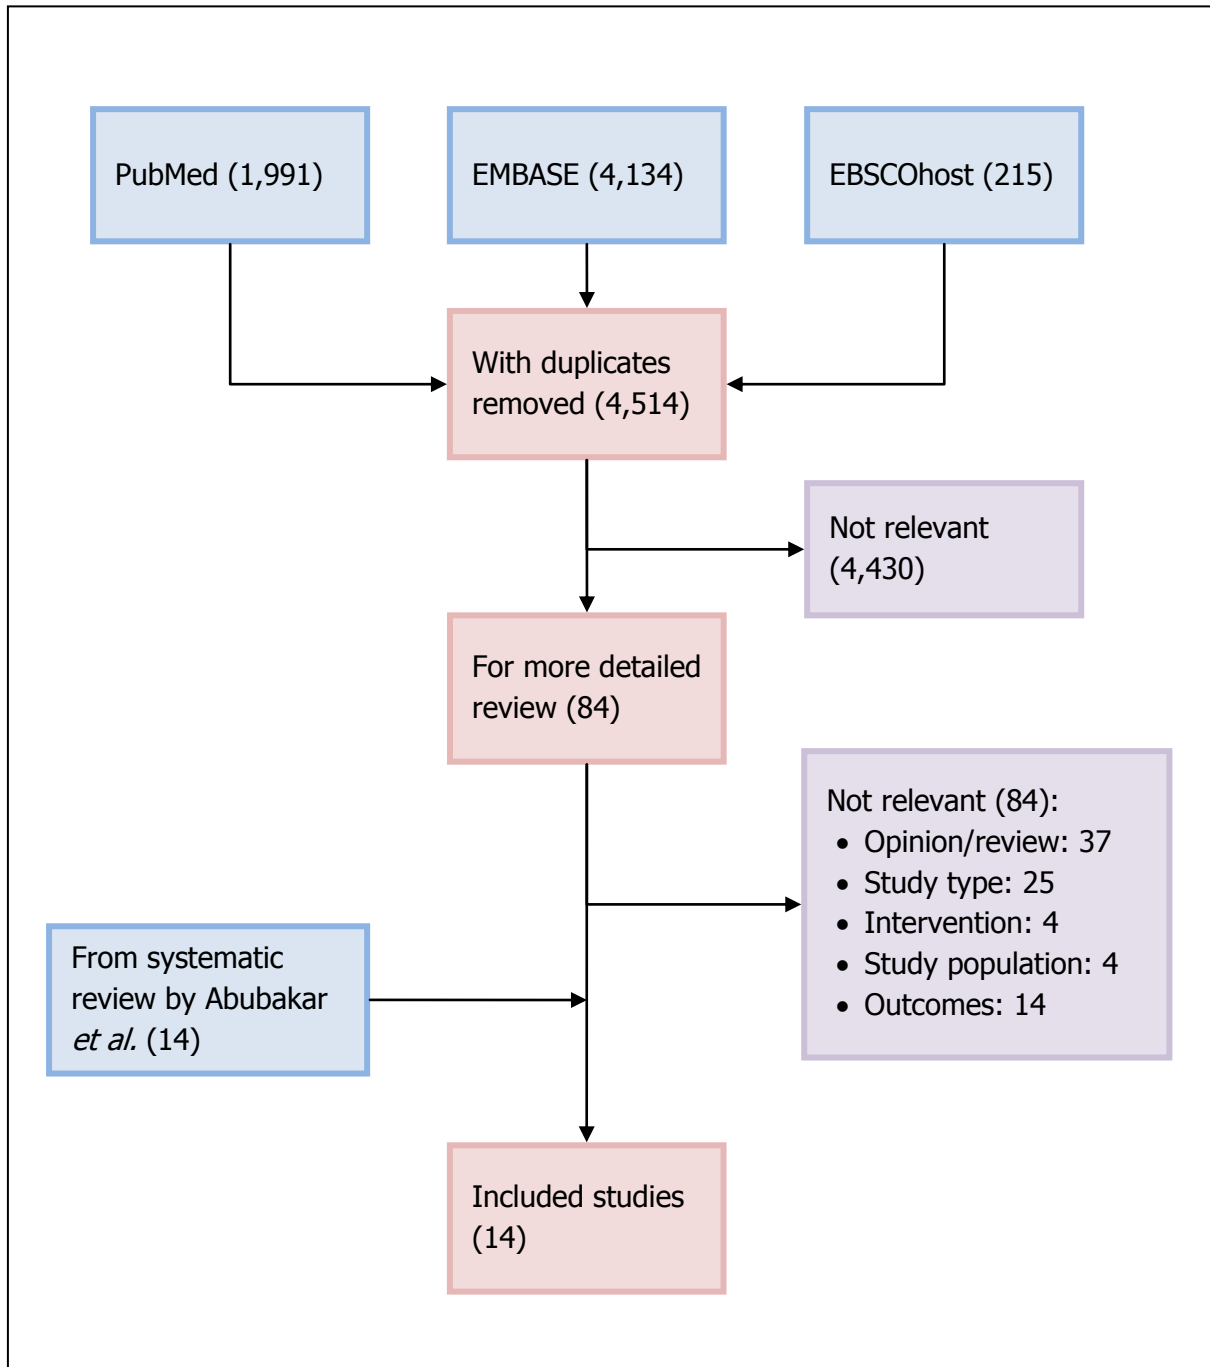 PubMed (1,991)
EMBASE (4,134)
EBSCOhost (215)
With duplicates
removed (4,514)
Not relevant
(4,430)
For more detailed
review (84)
Not relevant (84):
• Opinion/review: 37
• Study type: 25
• Intervention: 4
• Study population: 4
• Outcomes: 14
From systematic
review by Abubakar
et al. (14)
Included studies
(14)